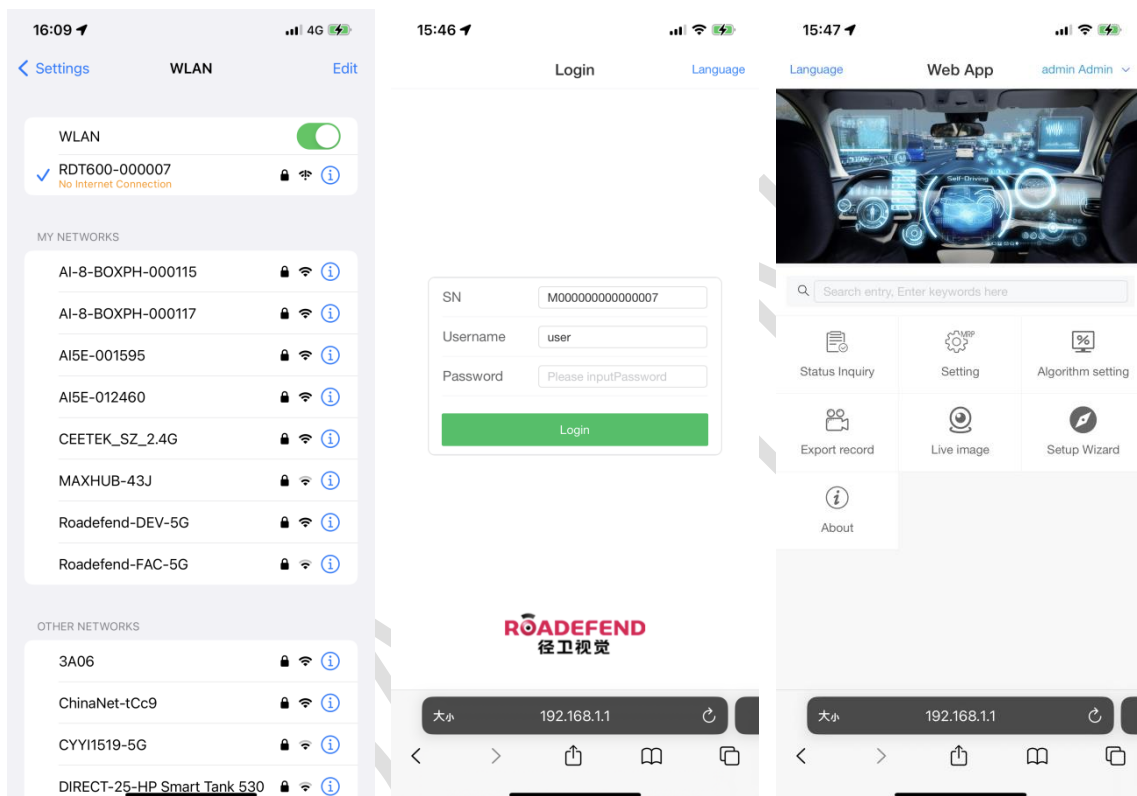 16:09
4G
Settings
WLAN
Edit
WLAN
RDT600-000007
No Internet Connection
MY NETWORKS
AI-8-BOXPH-000115
AI-8-BOXPH-000117
AI5E-001595
AI5E-012460
CEETEK_SZ_2.4G
MAXHUB-43J
Roadefend-DEV-5G
Roadefend-FAC-5G
OTHER NETWORKS
3A06
ChinaNet-tCc9
CYYI1519-5G
DIRECT-25-HP Smart Tank 530
15:46
Login
Language
SN
M000000000000007
Username
user
Password
Please inputPassword
Login
ROADEFEND
径卫视觉
大小
192.168.1.1
15:47
Language
Web App
admin Admin
Self-Driving
Search entry, Enter keywords here
MRP
%
Status Inquiry
Setting
Algorithm setting
Export record
Live image
Setup Wizard
i
About
大小
192.168.1.1